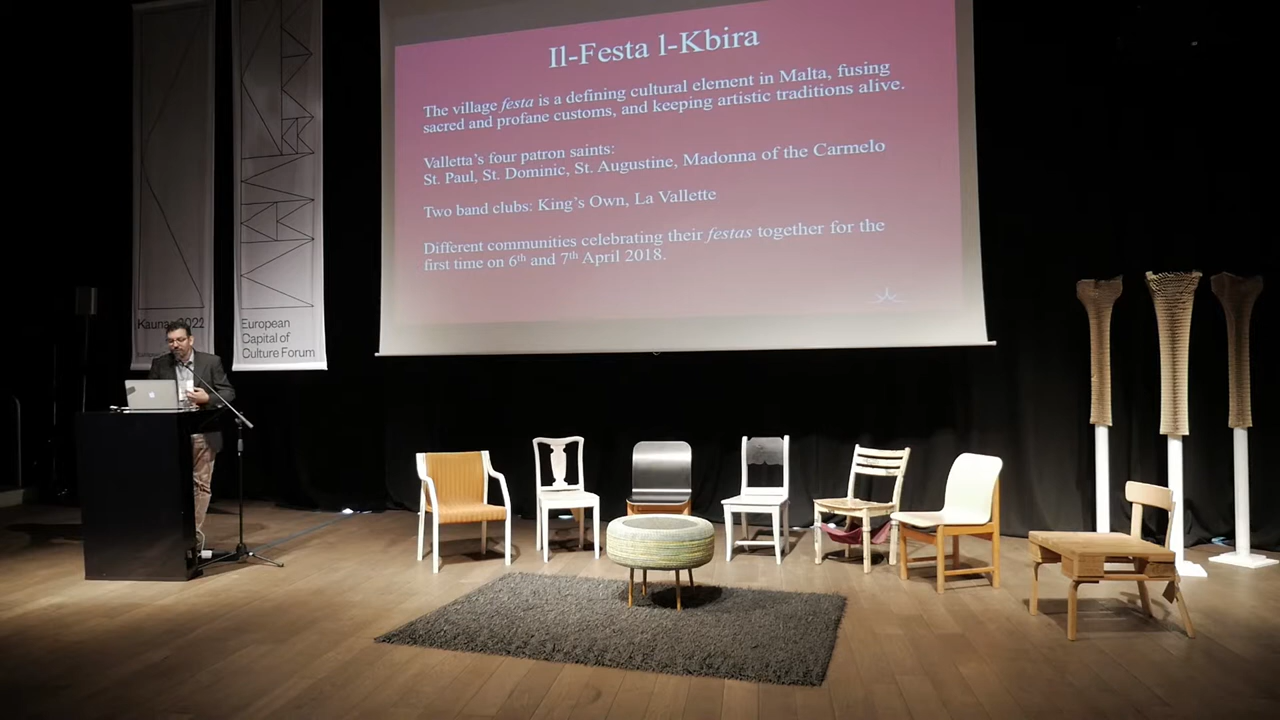 Il-Festa l-Kbira
The village festa is a defining cultural element in Malta, fusing
sacred and profane customs, and keeping artistic traditions alive.
Valletta's four patron saints:
St. Paul, St. Dominic, St. Augustine, Madonna of the Carmelo
Two band clubs: King's Own, La Vallette
Different communities celebrating their festas together for the
first time on 6th and 7th April 2018.
2022
European
Capital of
Culture Forum